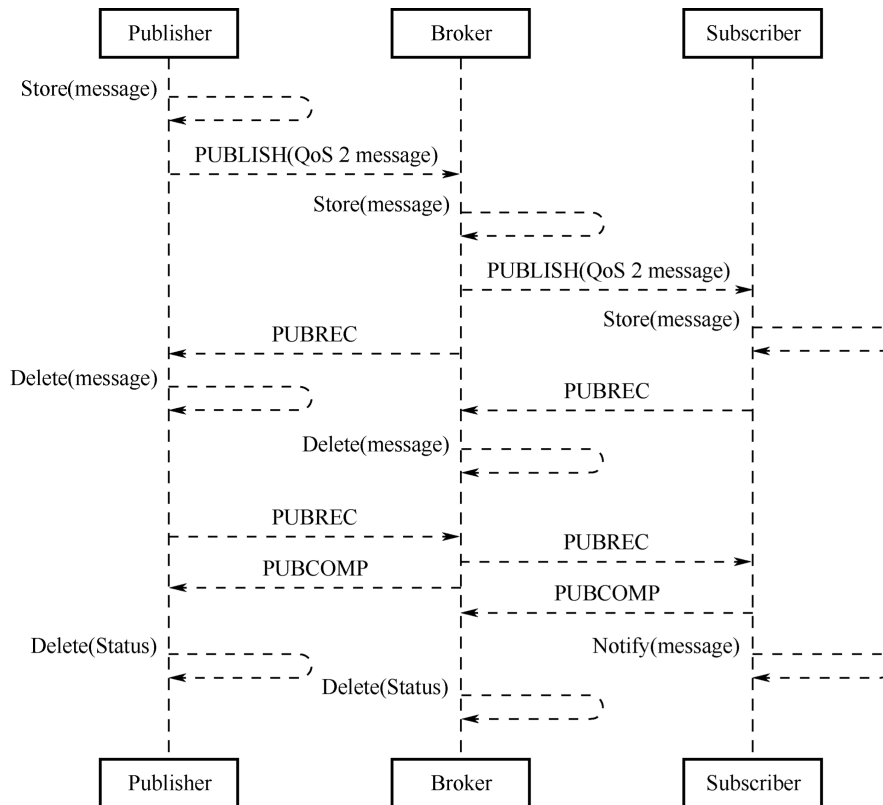 Publisher
Broker
Subscriber
Store(message)
PUBLISH(QoS 2 message)
Store(message)
PUBLISH(QoS 2 message)
Store(message)
PUBREC
Delete(message)
PUBREC
Delete(message)
PUBREC
PUBREC
PUBCOMP
PUBCOMP
Delete(Status)
Notify(message)
Delete(Status)
Publisher
Broker
Subscriber